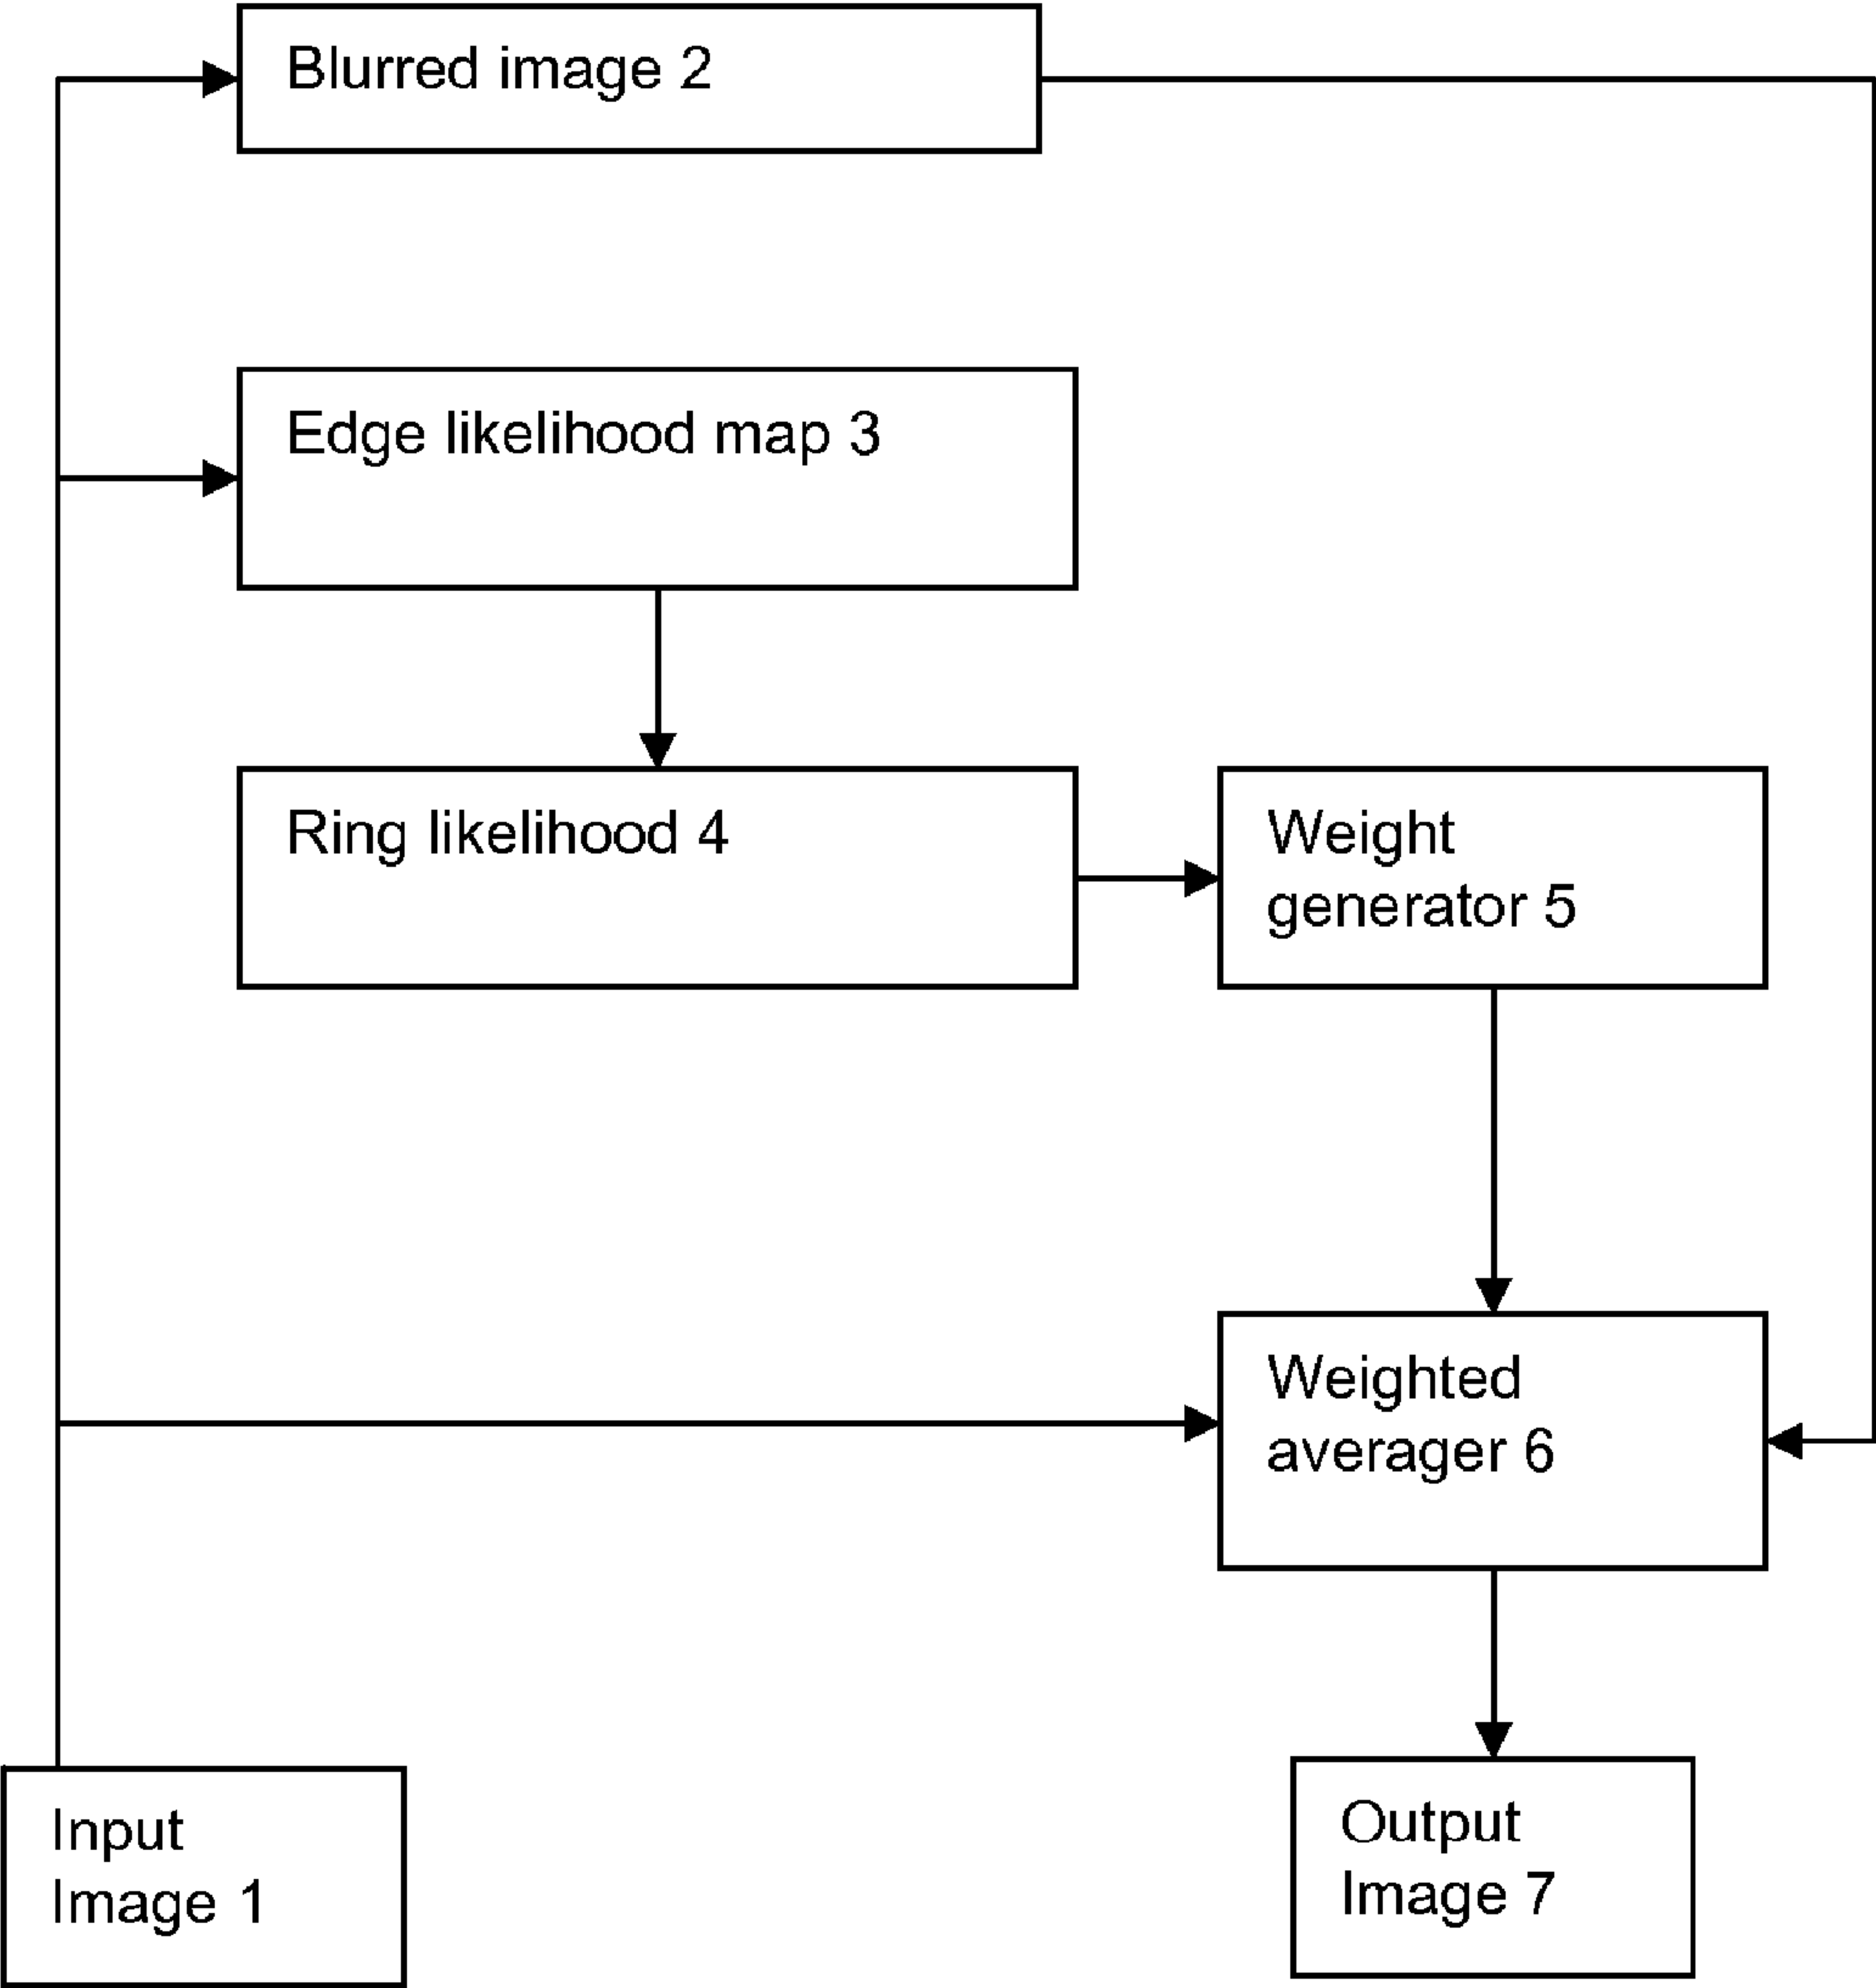 Blurred image 2
Edge likelihood map 3
Ring likelihood 4
Weight
generator 5
Weighted
averager 6
Input
Image 1
Output
Image 7